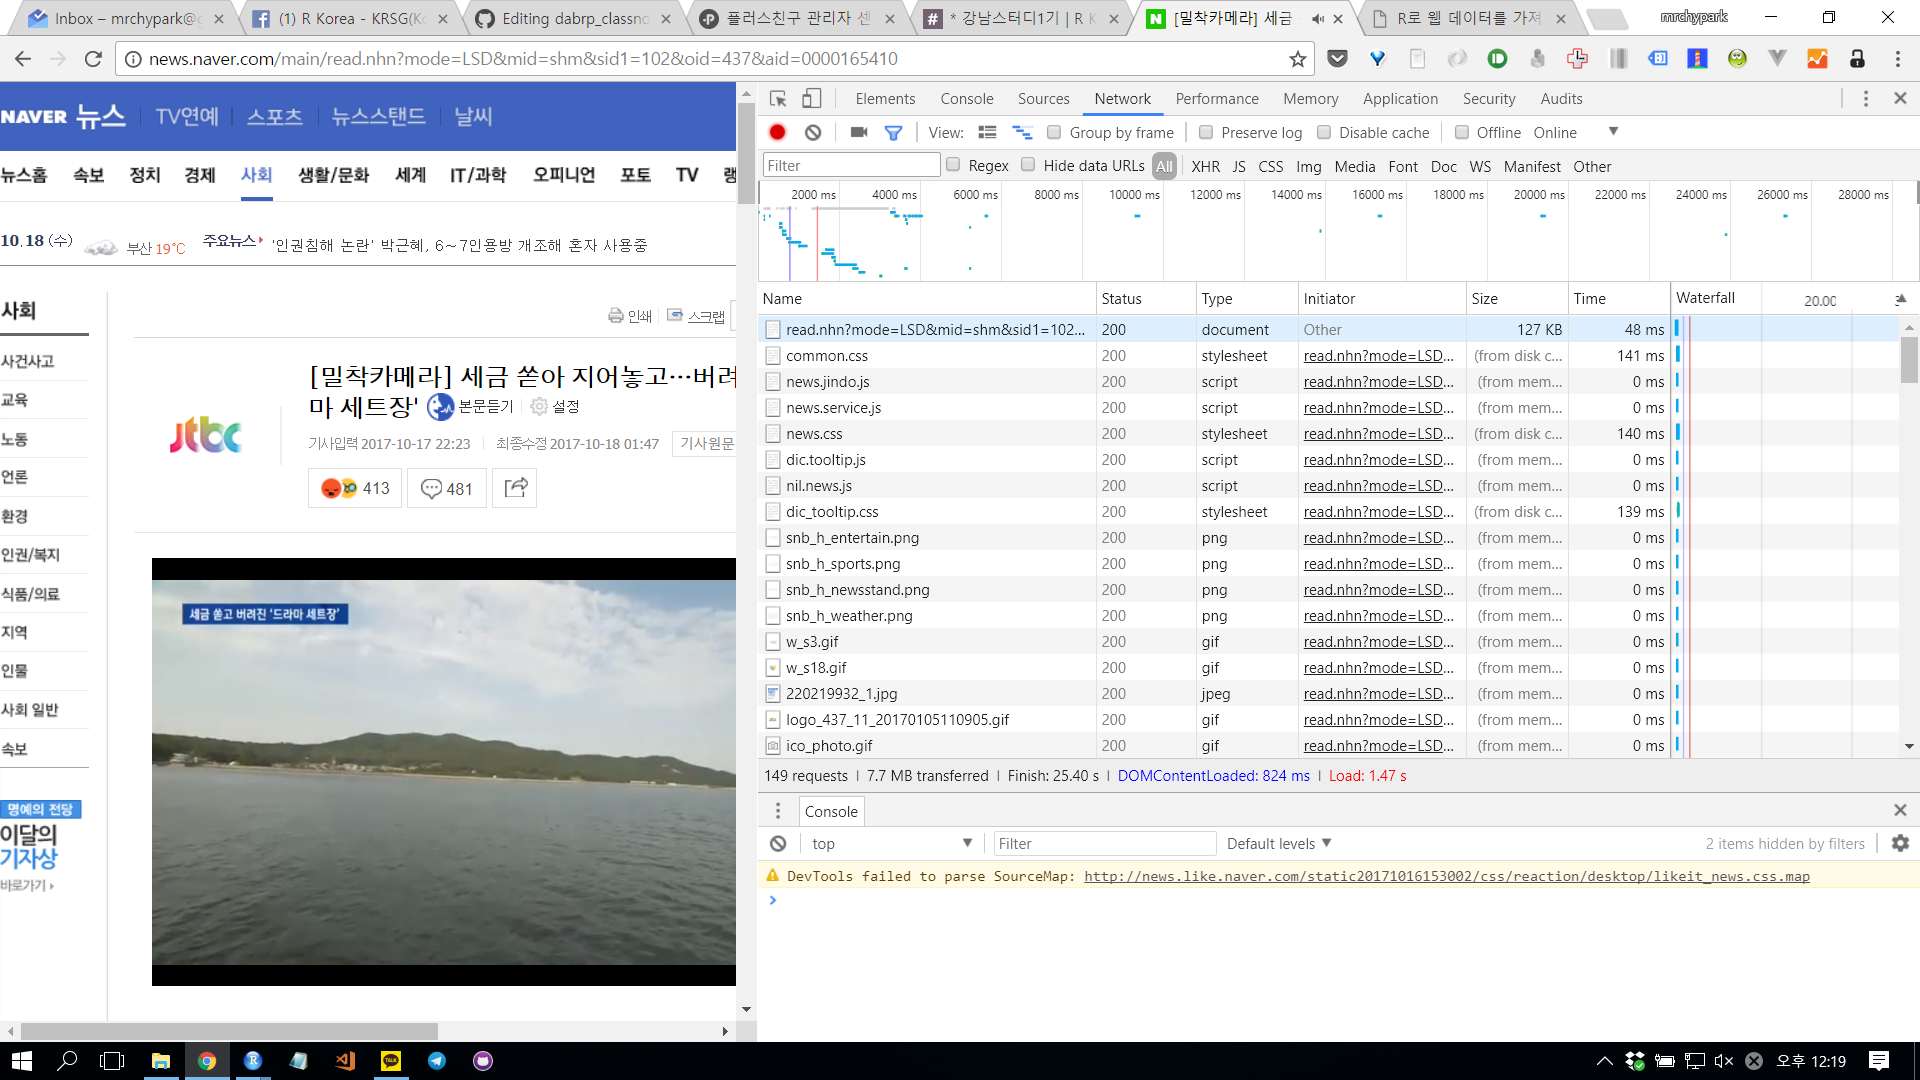 Inbox – mrchypark@g
(1) R Korea - KRSG(Ko
Editing dabrp_classno
플러스친구 관리자 센
* 강남스터디1기 | R K
[밀착카메라] 세금
R로 웹 데이터를 가져
mrchypark
news.naver.com/main/read.nhn?mode=LSD&mid=shm&sid1=102&oid=437&aid=0000165410
NAVER 뉴스 TV연예 스포츠 뉴스스탠드 날씨
뉴스홈 속보 정치 경제 사회 생활/문화 세계 IT/과학 오피니언 포토 TV
10.18 (수) 부산 19°C 주요뉴스 '인권침해 논란' 박근혜, 6~7인용방 개조해 혼자 사용중
사회
인쇄 스크랩
사건사고
교육
노동
언론
환경
인권/복지
식품/의료
지역
인물
사회 일반
속보
명예의 전당
이달의
기자상
바로가기
jtbc
[밀착카메라] 세금 쏟아 지어놓고…버려
마 세트장' 본문듣기 설정
기사입력 2017-10-17 22:23 최종수정 2017-10-18 01:47 기사원문
413 481
세금 쏟고 버려진 '드라마 세트장'
Elements Console Sources Network Performance Memory Application Security Audits
View: Group by frame Preserve log Disable cache Offline Online
Filter Regex Hide data URLs All XHR JS CSS Img Media Font Doc WS Manifest Other
2000 ms 4000 ms 6000 ms 8000 ms 10000 ms 12000 ms 14000 ms 16000 ms 18000 ms 20000 ms 22000 ms 24000 ms 26000 ms 28000 ms
Name Status Type Initiator Size Time Waterfall 20.00
read.nhn?mode=LSD&mid=shm&sid1=102... 200 document Other 127 KB 48 ms
common.css 200 stylesheet read.nhn?mode=LSD... (from disk c... 141 ms
news.jindo.js 200 script read.nhn?mode=LSD... (from mem... 0 ms
news.service.js 200 script read.nhn?mode=LSD... (from mem... 0 ms
news.css 200 stylesheet read.nhn?mode=LSD... (from disk c... 140 ms
dic.tooltip.js 200 script read.nhn?mode=LSD... (from mem... 0 ms
nil.news.js 200 script read.nhn?mode=LSD... (from mem... 0 ms
dic_tooltip.css 200 stylesheet read.nhn?mode=LSD... (from disk c... 139 ms
snb_h_entertain.png 200 png read.nhn?mode=LSD... (from mem... 0 ms
snb_h_sports.png 200 png read.nhn?mode=LSD... (from mem... 0 ms
snb_h_newsstand.png 200 png read.nhn?mode=LSD... (from mem... 0 ms
snb_h_weather.png 200 png read.nhn?mode=LSD... (from mem... 0 ms
w_s3.gif 200 gif read.nhn?mode=LSD... (from mem... 0 ms
w_s18.gif 200 gif read.nhn?mode=LSD... (from mem... 0 ms
220219932_1.jpg 200 jpeg read.nhn?mode=LSD... (from mem... 0 ms
logo_437_11_20170105110905.gif 200 gif read.nhn?mode=LSD... (from mem... 0 ms
ico_photo.gif 200 gif read.nhn?mode=LSD... (from mem... 0 ms
149 requests | 7.7 MB transferred | Finish: 25.40 s | DOMContentLoaded: 824 ms | Load: 1.47 s
Console
top Filter Default levels 2 items hidden by filters
DevTools failed to parse SourceMap: http://news.like.naver.com/static20171016153002/css/reaction/desktop/likeit_news.css.map
TALK
오후 12:19